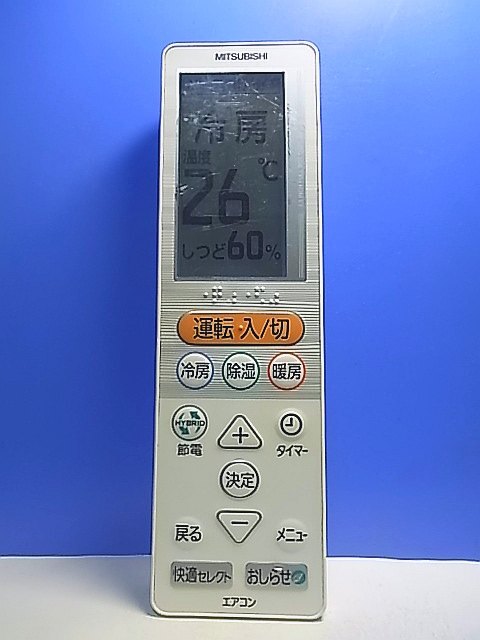 MITSUBISHI
冷房
温度
26℃
しつど60%
運転・入/切
冷房 除湿 暖房
HYBRID
節電
タイマー
決定
戻る
メニュー
快適セレクト おしらせ
エアコン